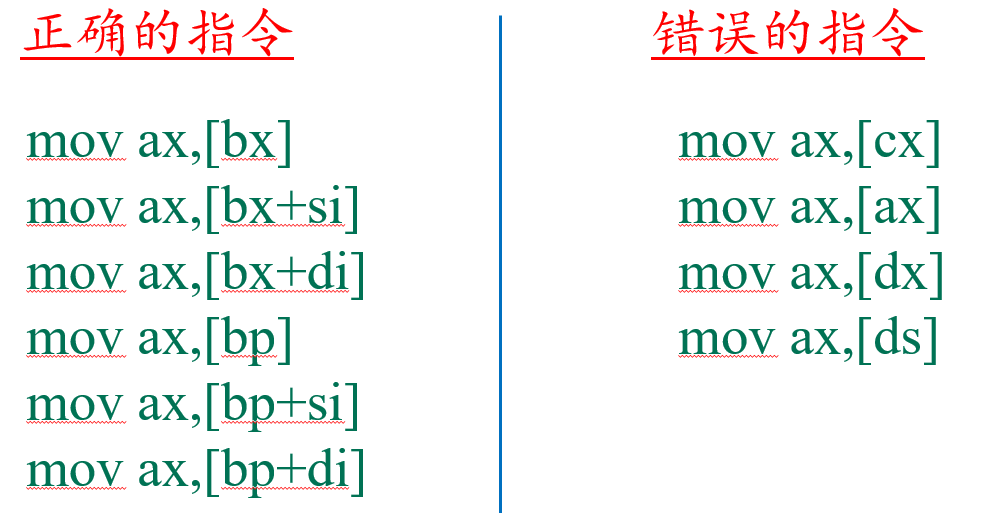 正确的指令
mov ax,[bx]
mov ax,[bx+si]
mov ax,[bx+di]
mov ax,[bp]
mov ax,[bp+si]
mov ax,[bp+di]
错误的指令
mov ax,[cx]
mov ax,[ax]
mov ax,[dx]
mov ax,[ds]